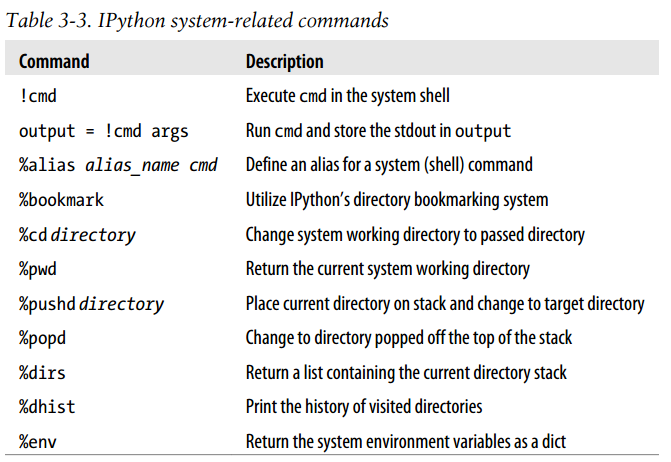 Table 3-3. IPython system-related commands
Command Description
!cmd Execute cmd in the system shell
output = !cmd args Run cmd and store the stdout in output
%alias alias_name cmd Define an alias for a system (shell) command
%bookmark Utilize IPython's directory bookmarking system
%cd directory Change system working directory to passed directory
%pwd Return the current system working directory
%pushd directory Place current directory on stack and change to target directory
%popd Change to directory popped off the top of the stack
%dirs Return a list containing the current directory stack
%dhist Print the history of visited directories
%env Return the system environment variables as a dict